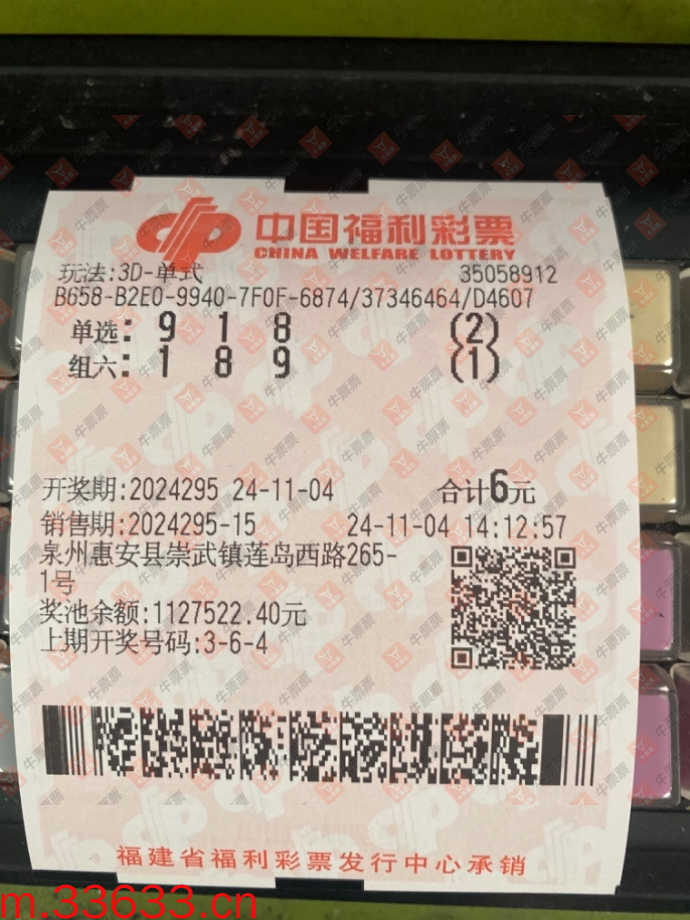 中国福利彩票
CHINA WELFARE LOTTERY
玩法:3D-单式 35058912
B658-B2E0-9940-7F0F-6874/37346464/D4607
单选: 9 1 8 (2)
组六: 1 8 9 (1)
开奖期:2024295 24-11-04 合计6元
销售期:2024295-15 24-11-04 14:12:57
泉州惠安县崇武镇莲岛西路265-
1号
奖池余额:1127522.40元
上期开奖号码:3-6-4
福建省福利彩票发行中心承销
m.33633.cn
牛票票